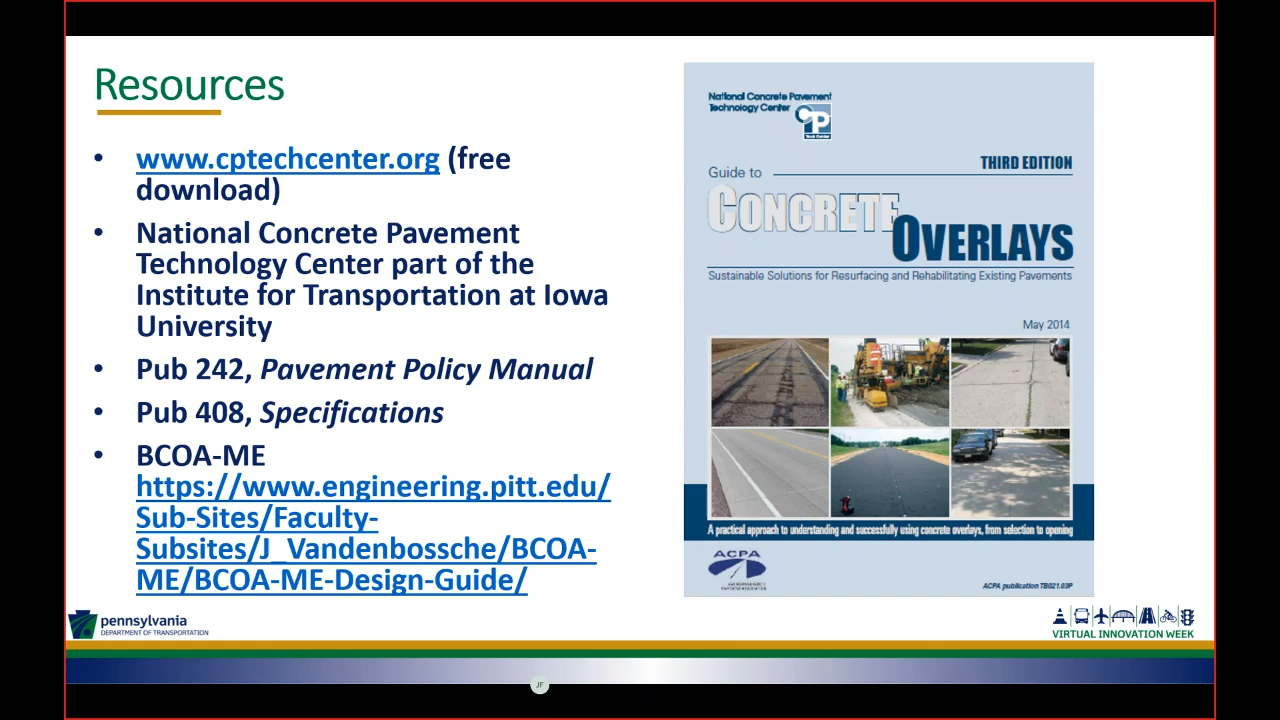 Resources
• www.cptechcenter.org (free
download)
• National Concrete Pavement
Technology Center part of the
Institute for Transportation at Iowa
University
• Pub 242, Pavement Policy Manual
• Pub 408, Specifications
• BCOA-ME
https://www.engineering.pitt.edu/
Sub-Sites/Faculty-
Subsites/J_Vandenbossche/BCOA-
ME/BCOA-ME-Design-Guide/
National Concrete Pavement
Technology Center
CP
Tech Center
THIRD EDITION
Guide to
CONCRETE
OVERLAYS
Sustainable Solutions for Resurfacing and Rehabilitating Existing Pavements
May 2014
A practical approach to understanding and successfully using concrete overlays, from selection to opening
ACPA
ACPA publication TB021.03P
pennsylvania
DEPARTMENT OF TRANSPORTATION
VIRTUAL INNOVATION WEEK
JF